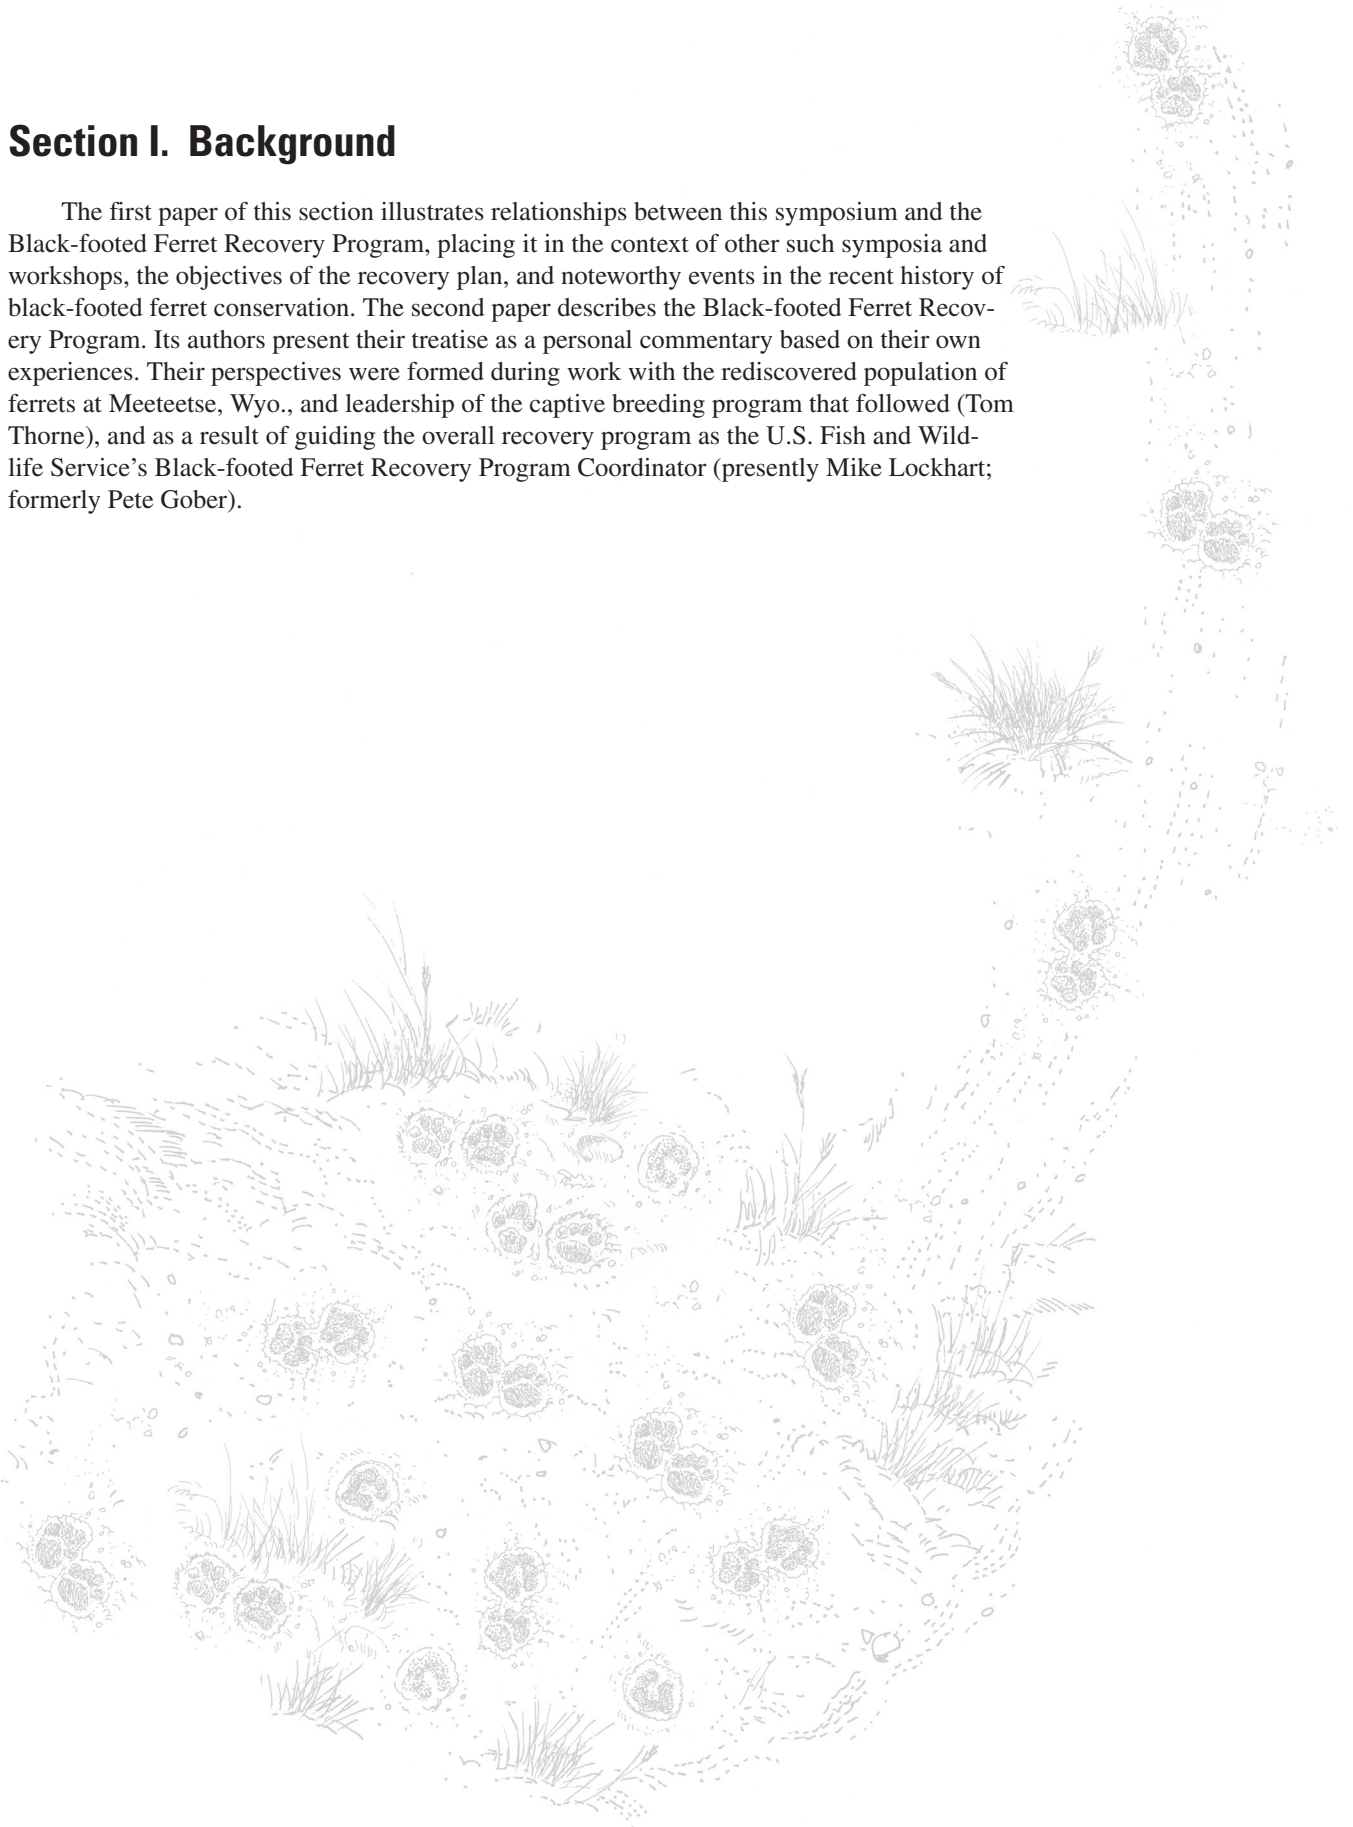 Section I. Background
The first paper of this section illustrates relationships between this symposium and the
Black-footed Ferret Recovery Program, placing it in the context of other such symposia and
workshops, the objectives of the recovery plan, and noteworthy events in the recent history of
black-footed ferret conservation. The second paper describes the Black-footed Ferret Recov-
ery Program. Its authors present their treatise as a personal commentary based on their own
experiences. Their perspectives were formed during work with the rediscovered population of
ferrets at Meeteetse, Wyo., and leadership of the captive breeding program that followed (Tom
Thorne), and as a result of guiding the overall recovery program as the U.S. Fish and Wild-
life Service's Black-footed Ferret Recovery Program Coordinator (presently Mike Lockhart;
formerly Pete Gober).